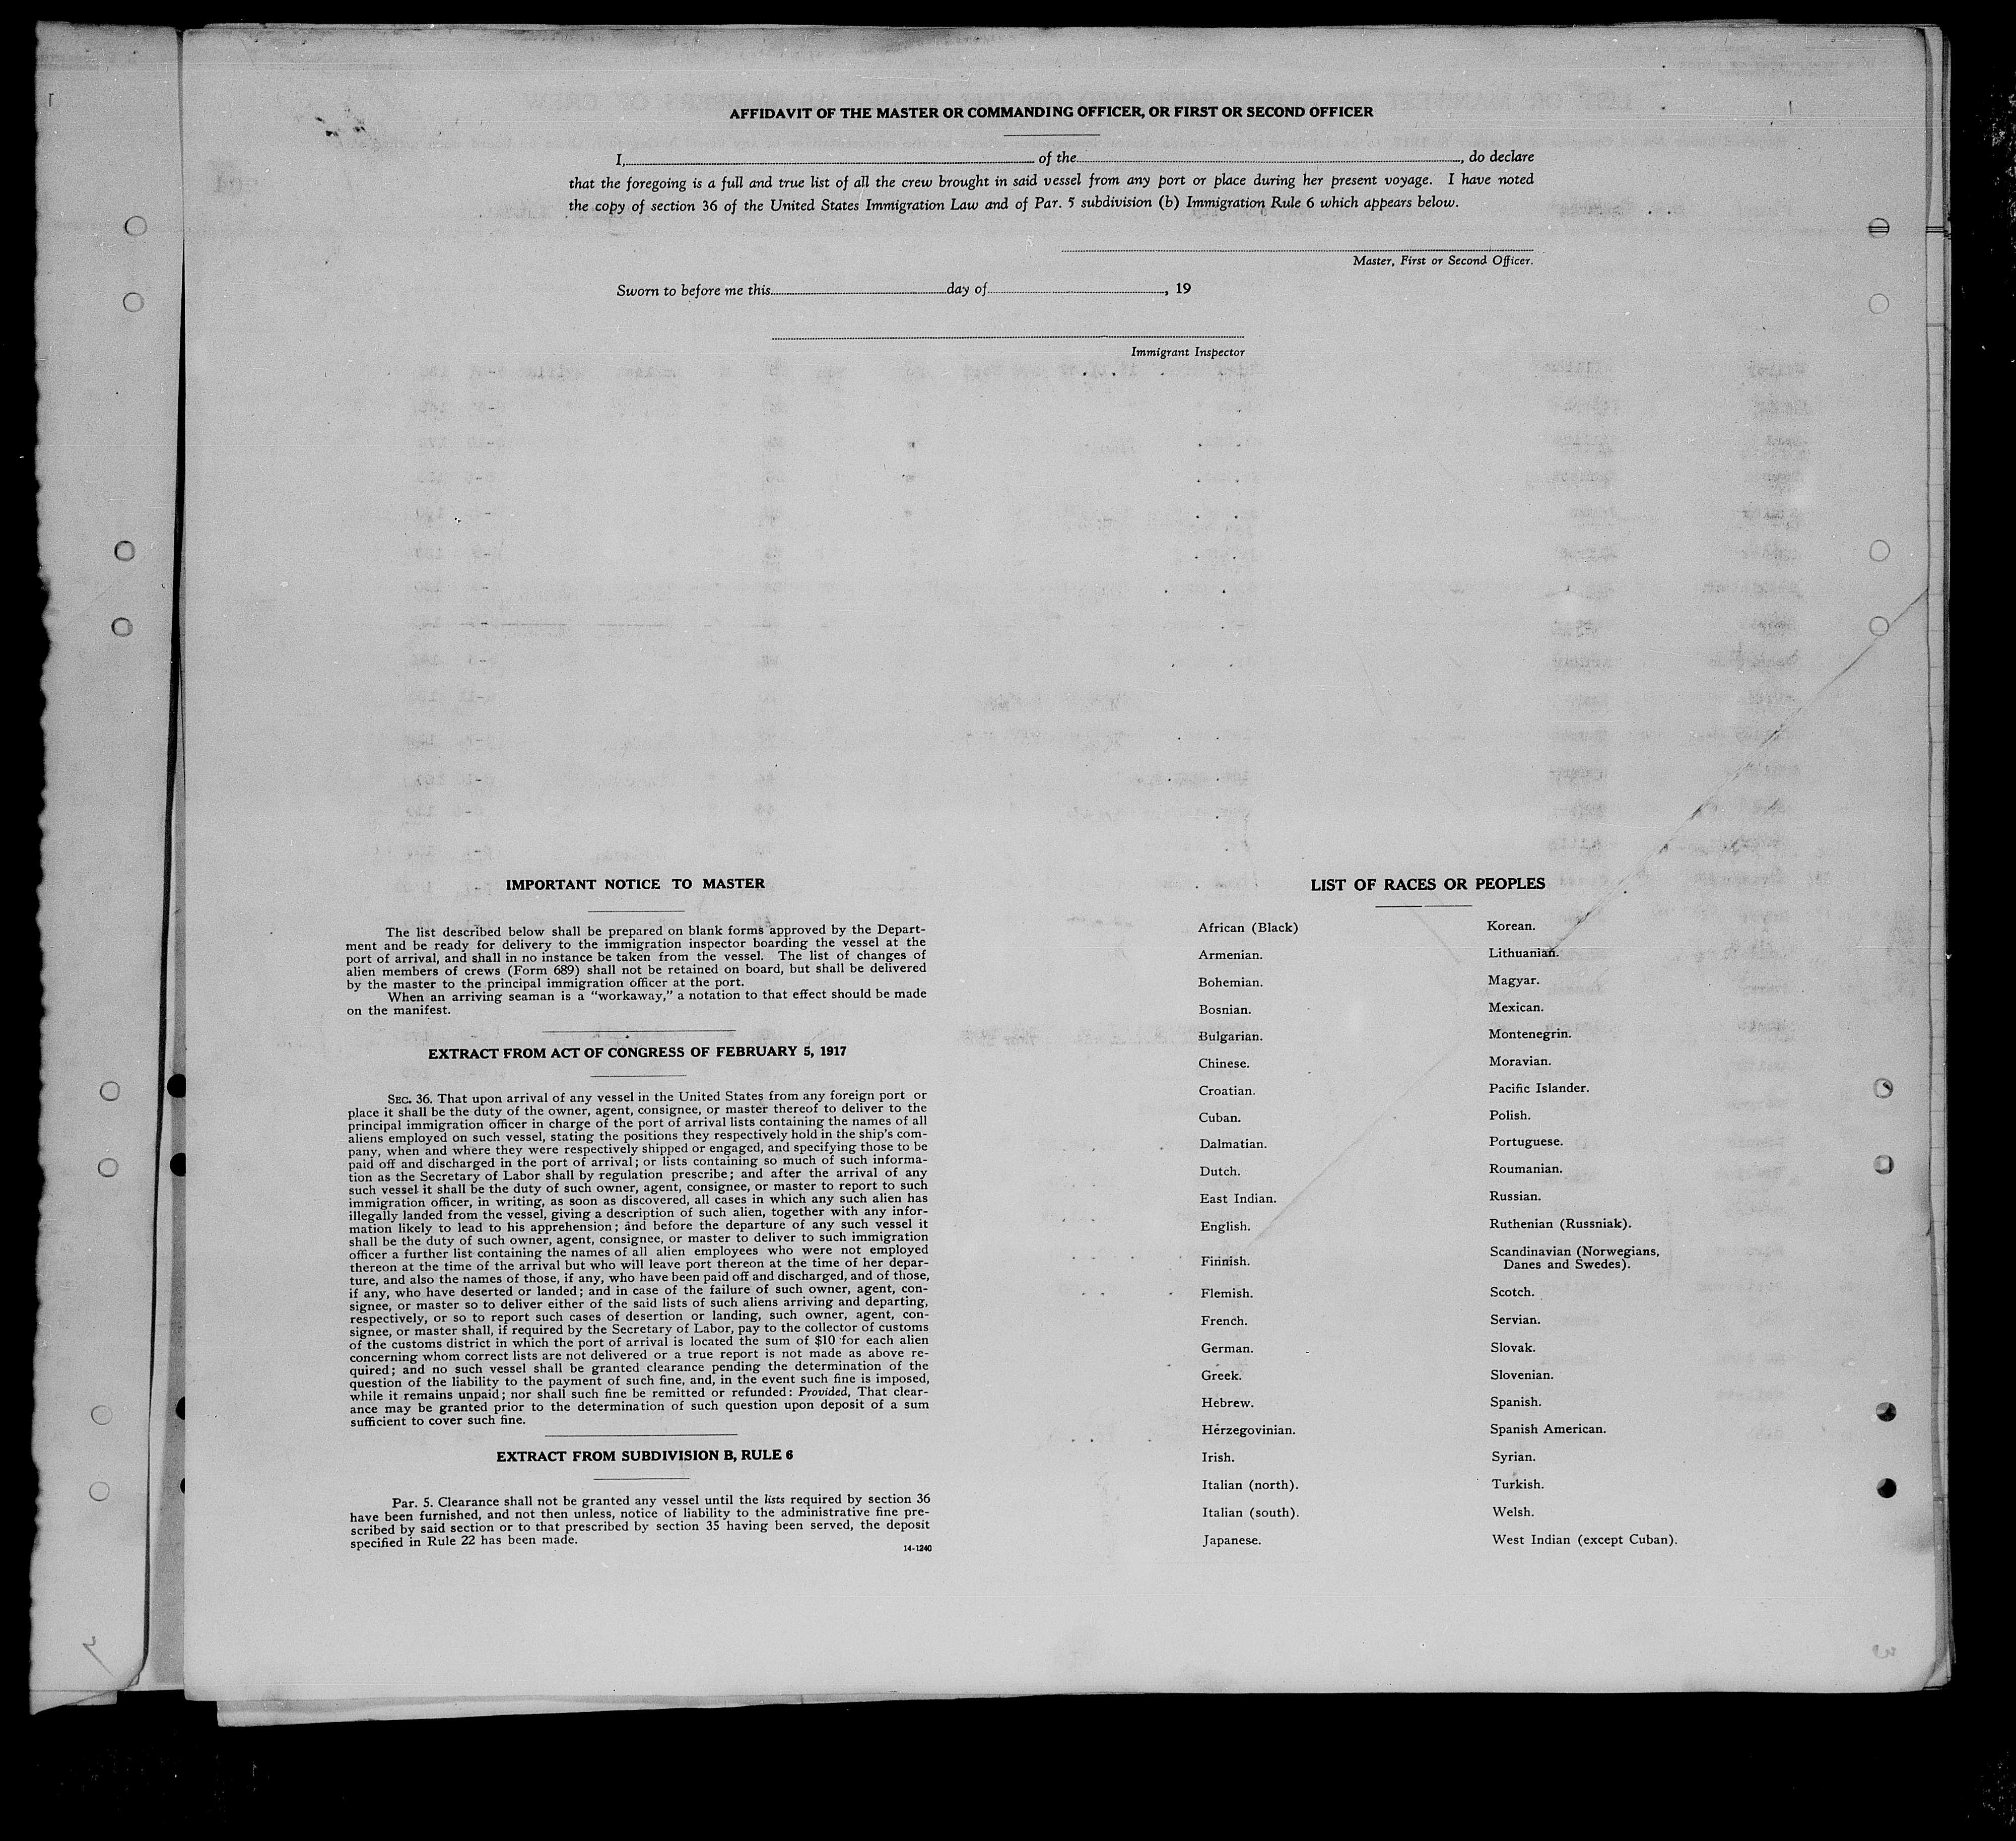 AFFIDAVIT OF THE MASTER OR COMMANDING OFFICER, OR FIRST OR SECOND OFFICER
I, of the , do declare
that the foregoing is a full and true list of all the crew brought in said vessel from any port or place during her present voyage. I have noted
the copy of section 36 of the United States Immigration Law and of Par. 5 subdivision (b) Immigration Rule 6 which appears below.
Master, First or Second Officer.
Sworn to before me this day of , 19
Immigrant Inspector
IMPORTANT NOTICE TO MASTER
The list described below shall be prepared on blank forms approved by the Depart-
ment and be ready for delivery to the immigration inspector boarding the vessel at the
port of arrival, and shall in no instance be taken from the vessel. The list of changes of
alien members of crews (Form 689) shall not be retained on board, but shall be delivered
by the master to the principal immigration officer at the port.
When an arriving seaman is a “workaway,” a notation to that effect should be made
on the manifest.
EXTRACT FROM ACT OF CONGRESS OF FEBRUARY 5, 1917
SEC. 36. That upon arrival of any vessel in the United States from any foreign port or
place it shall be the duty of the owner, agent, consignee, or master thereof to deliver to the
principal immigration officer in charge of the port of arrival lists containing the names of all
aliens employed on such vessel, stating the positions they respectively hold in the ship's com-
pany, when and where they were respectively shipped or engaged, and specifying those to be
paid off and discharged in the port of arrival; or lists containing so much of such informa-
tion as the Secretary of Labor shall by regulation prescribe; and after the arrival of any
such vessel it shall be the duty of such owner, agent, consignee, or master to report to such
immigration officer, in writing, as soon as discovered, all cases in which any such alien has
illegally landed from the vessel, giving a description of such alien, together with any infor-
mation likely to lead to his apprehension; and before the departure of any such vessel it
shall be the duty of such owner, agent, consignee, or master to deliver to such immigration
officer a further list containing the names of all alien employees who were not employed
thereon at the time of the arrival but who will leave port thereon at the time of her depar-
ture, and also the names of those, if any, who have been paid off and discharged, and of those,
if any, who have deserted or landed; and in case of the failure of such owner, agent, con-
signee, or master so to deliver either of the said lists of such aliens arriving and departing,
respectively, or so to report such cases of desertion or landing, such owner, agent, con-
signee, or master shall, if required by the Secretary of Labor, pay to the collector of customs
of the customs district in which the port of arrival is located the sum of $10 for each alien
concerning whom correct lists are not delivered or a true report is not made as above re-
quired; and no such vessel shall be granted clearance pending the determination of the
question of the liability to the payment of such fine, and, in the event such fine is imposed,
while it remains unpaid; nor shall such fine be remitted or refunded: Provided, That clear-
ance may be granted prior to the determination of such question upon deposit of a sum
sufficient to cover such fine.
EXTRACT FROM SUBDIVISION B, RULE 6
Par. 5. Clearance shall not be granted any vessel until the lists required by section 36
have been furnished, and not then unless, notice of liability to the administrative fine pre-
scribed by said section or to that prescribed by section 35 having been served, the deposit
specified in Rule 22 has been made.
14-1240
LIST OF RACES OR PEOPLES
African (Black)
Armenian.
Bohemian.
Bosnian.
Bulgarian.
Chinese.
Croatian.
Cuban.
Dalmatian.
Dutch.
East Indian.
English.
Finnish.
Flemish.
French.
German.
Greek.
Hebrew.
Herzegovinian.
Irish.
Italian (north).
Italian (south).
Japanese.
Korean.
Lithuanian.
Magyar.
Mexican.
Montenegrin.
Moravian.
Pacific Islander.
Polish.
Portuguese.
Roumanian.
Russian.
Ruthenian (Russniak).
Scandinavian (Norwegians,
Danes and Swedes).
Scotch.
Servian.
Slovak.
Slovenian.
Spanish.
Spanish American.
Syrian.
Turkish.
Welsh.
West Indian (except Cuban).